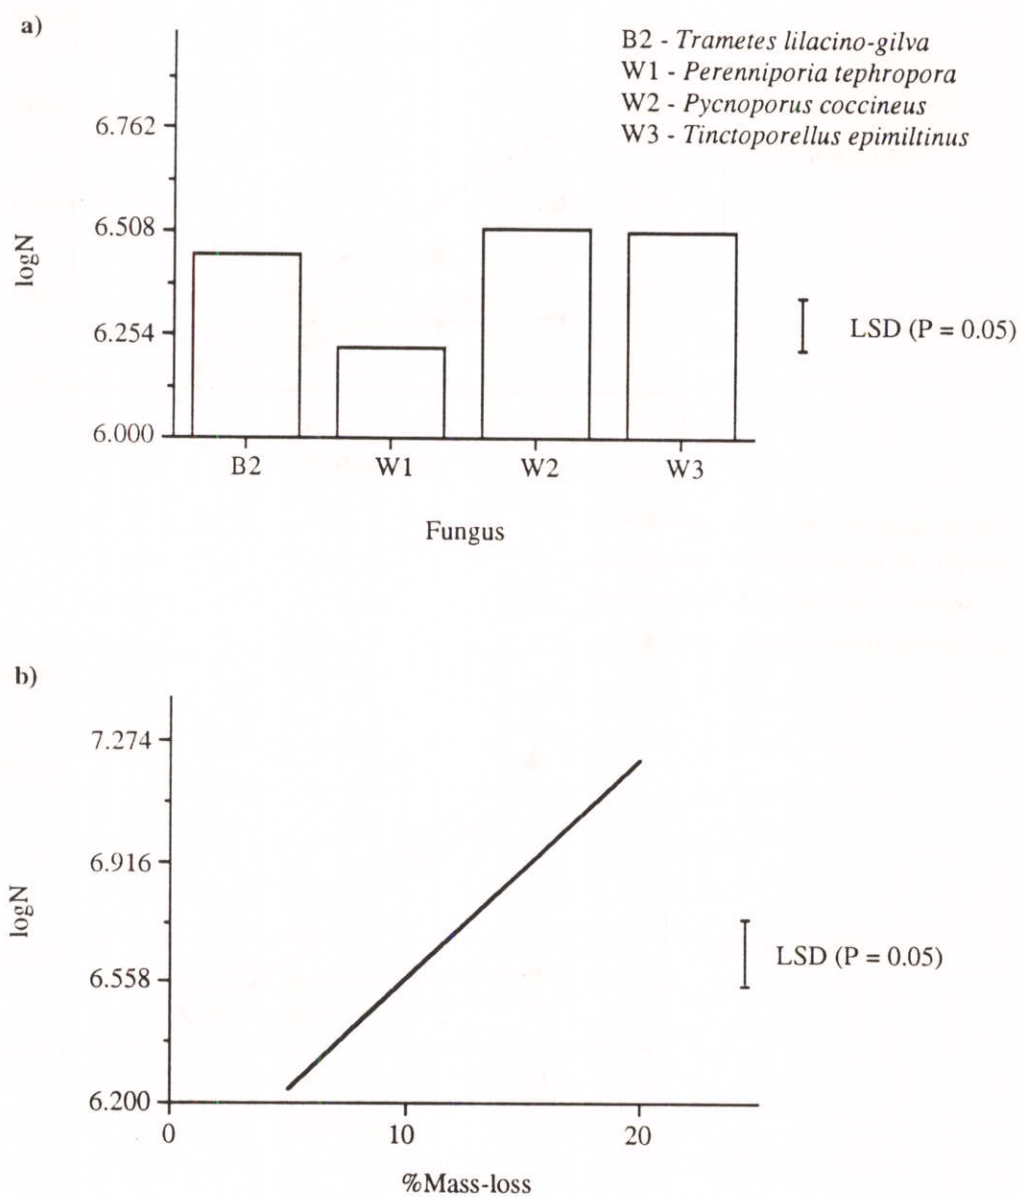 a)
B2 - Trametes lilacino-gilva
W1 - Perenniporia tephropora
W2 - Pycnoporus coccineus
W3 - Tinctoporellus epimiltinus
6.762
6.508
6.254
6.000
logN
LSD (P = 0.05)
B2 W1 W2 W3
Fungus
b)
7.274
6.916
6.558
6.200
logN
LSD (P = 0.05)
0 10 20
%Mass-loss